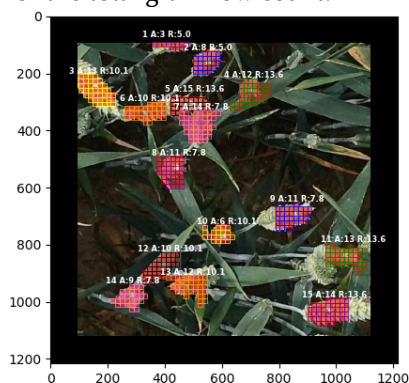 0
200
400
600
800
1000
1200
0 200 400 600 800 1000 1200
1 A:3 R:5.0
2 A:8 R:5.0
3 A:13 R:10.1
4 A:12 R:13.6
5 A:15 R:13.6
6 A:10 R:10.1
7 A:14 R:7.8
8 A:11 R:7.8
9 A:11 R:7.8
10 A:6 R:10.1
11 A:13 R:13.6
12 A:10 R:10.1
13 A:12 R:10.1
14 A:9 R:7.8
15 A:14 R:13.6